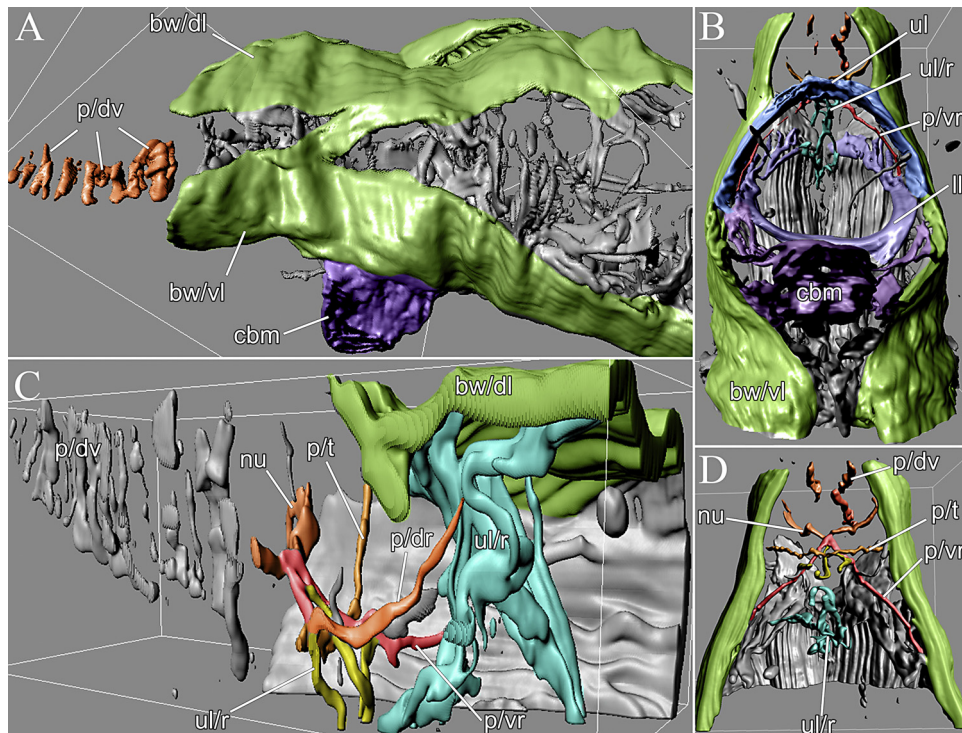 A
bw/dl
p/dv
bw/vl
cbm
B
ul
ul/r
p/vr
ll
cbm
bw/vl
C
bw/dl
p/dv
nu
p/t
p/dr
ul/r
ul/r
p/vr
D
p/dv
nu
p/t
p/vr
ul/r